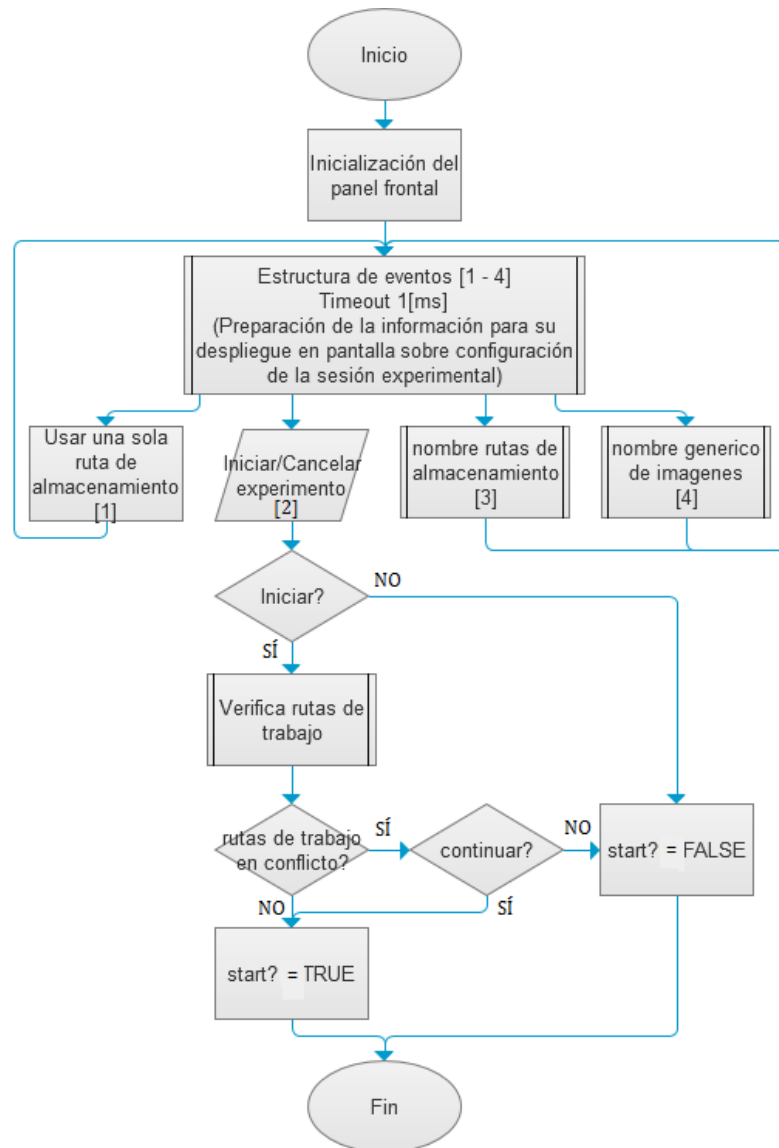 Inicio
Inicialización del
panel frontal
Estructura de eventos [1 - 4]
Timeout 1[ms]
(Preparación de la información para su
despliegue en pantalla sobre configuración
de la sesión experimental)
Usar una sola
ruta de
almacenamiento
[1]
Iniciar/Cancelar
experimento
[2]
nombre rutas de
almacenamiento
[3]
nombre generico
de imagenes
[4]
Iniciar?
NO
SÍ
Verifica rutas de
trabajo
rutas de trabajo
en conflicto?
SÍ
continuar?
NO
start? = FALSE
NO
SÍ
start? = TRUE
Fin